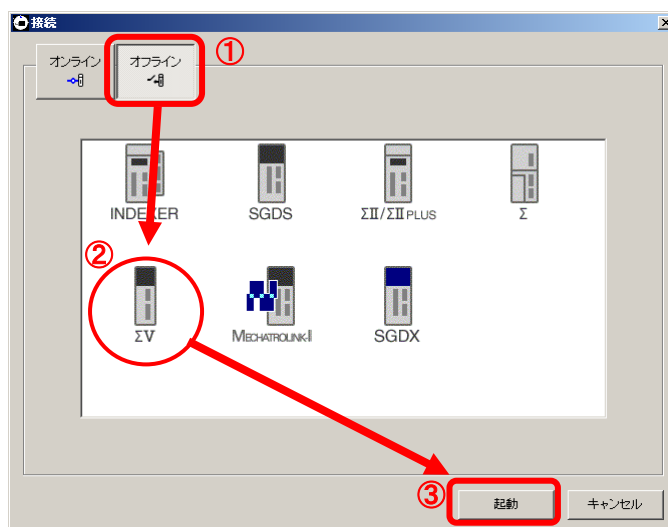 接続
オンライン
オフライン
①
INDEXER
SGDS
ΣII/ΣII PLUS
Σ
②
ΣV
MECHATROLINK-II
SGDX
③
起動
キャンセル